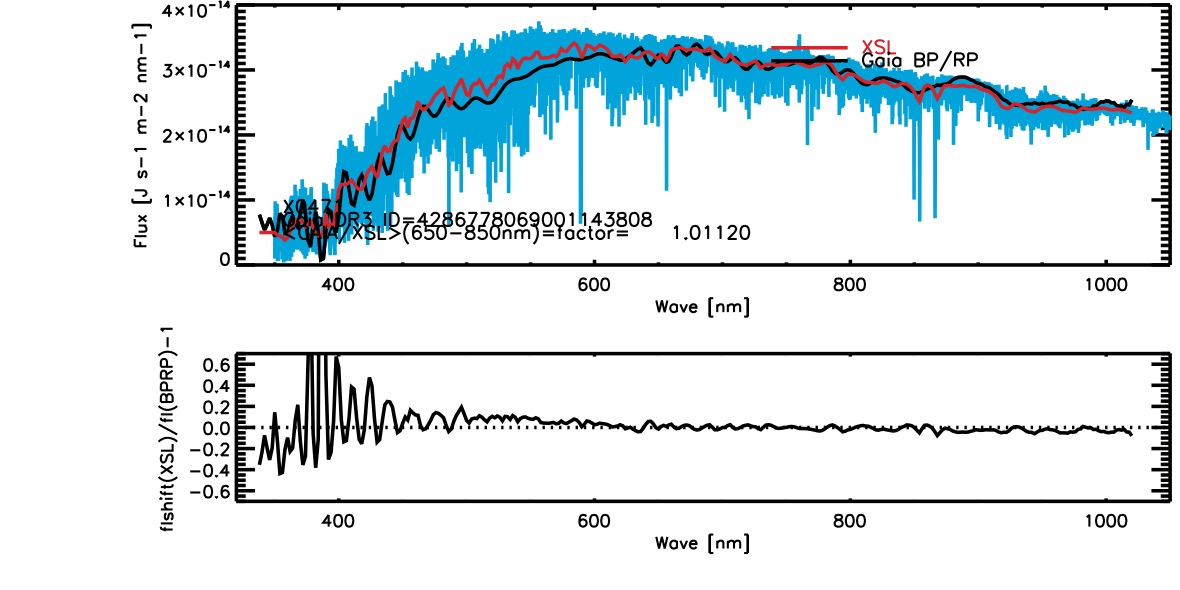 4×10−14
3×10−14
2×10−14
1×10−14
0
Flux [J s−1 m−2 nm−1]
XSL
Gaia BP/RP
X0471
Gaia DR3 ID=4286778069001143808
<GAIA/XSL>(650−850nm)=factor= 1.01120
400 600 800 1000
Wave [nm]
0.6
0.4
0.2
0.0
−0.2
−0.4
−0.6
flshift(XSL)/fl(BPRP)−1
400 600 800 1000
Wave [nm]